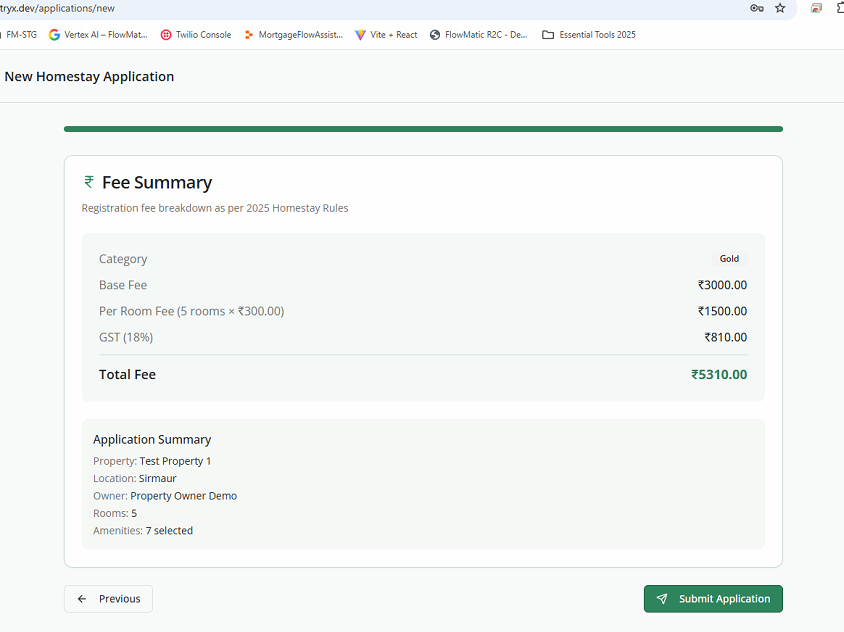 tryx.dev/applications/new
FM-STG Vertex AI – FlowMat... Twilio Console MortgageFlowAssist... Vite + React FlowMatic R2C - De... Essential Tools 2025
New Homestay Application
₹ Fee Summary
Registration fee breakdown as per 2025 Homestay Rules
Category Gold
Base Fee ₹3000.00
Per Room Fee (5 rooms × ₹300.00) ₹1500.00
GST (18%) ₹810.00
Total Fee ₹5310.00
Application Summary
Property: Test Property 1
Location: Sirmaur
Owner: Property Owner Demo
Rooms: 5
Amenities: 7 selected
Previous Submit Application